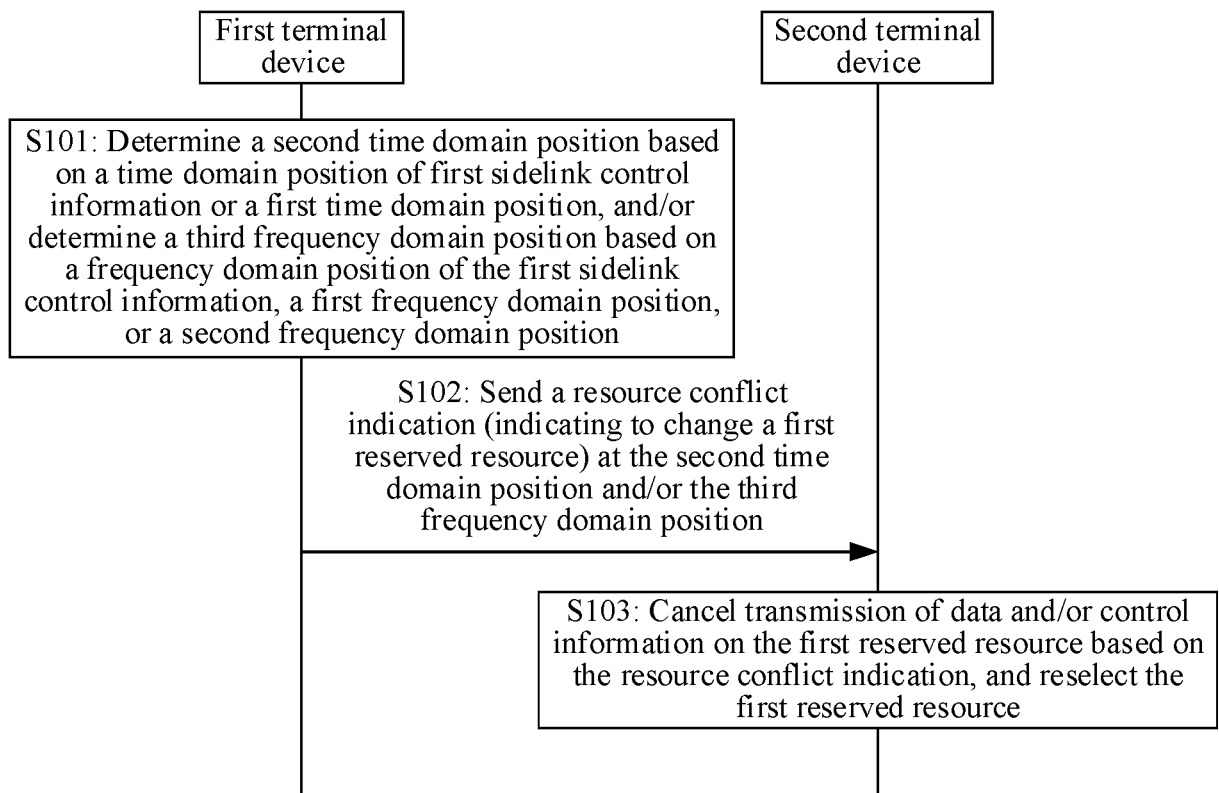 First terminal
device
Second terminal
device
S101: Determine a second time domain position based
on a time domain position of first sidelink control
information or a first time domain position, and/or
determine a third frequency domain position based on
a frequency domain position of the first sidelink
control information, a first frequency domain position,
or a second frequency domain position
S102: Send a resource conflict
indication (indicating to change a first
reserved resource) at the second time
domain position and/or the third
frequency domain position
S103: Cancel transmission of data and/or control
information on the first reserved resource based on
the resource conflict indication, and reselect the
first reserved resource